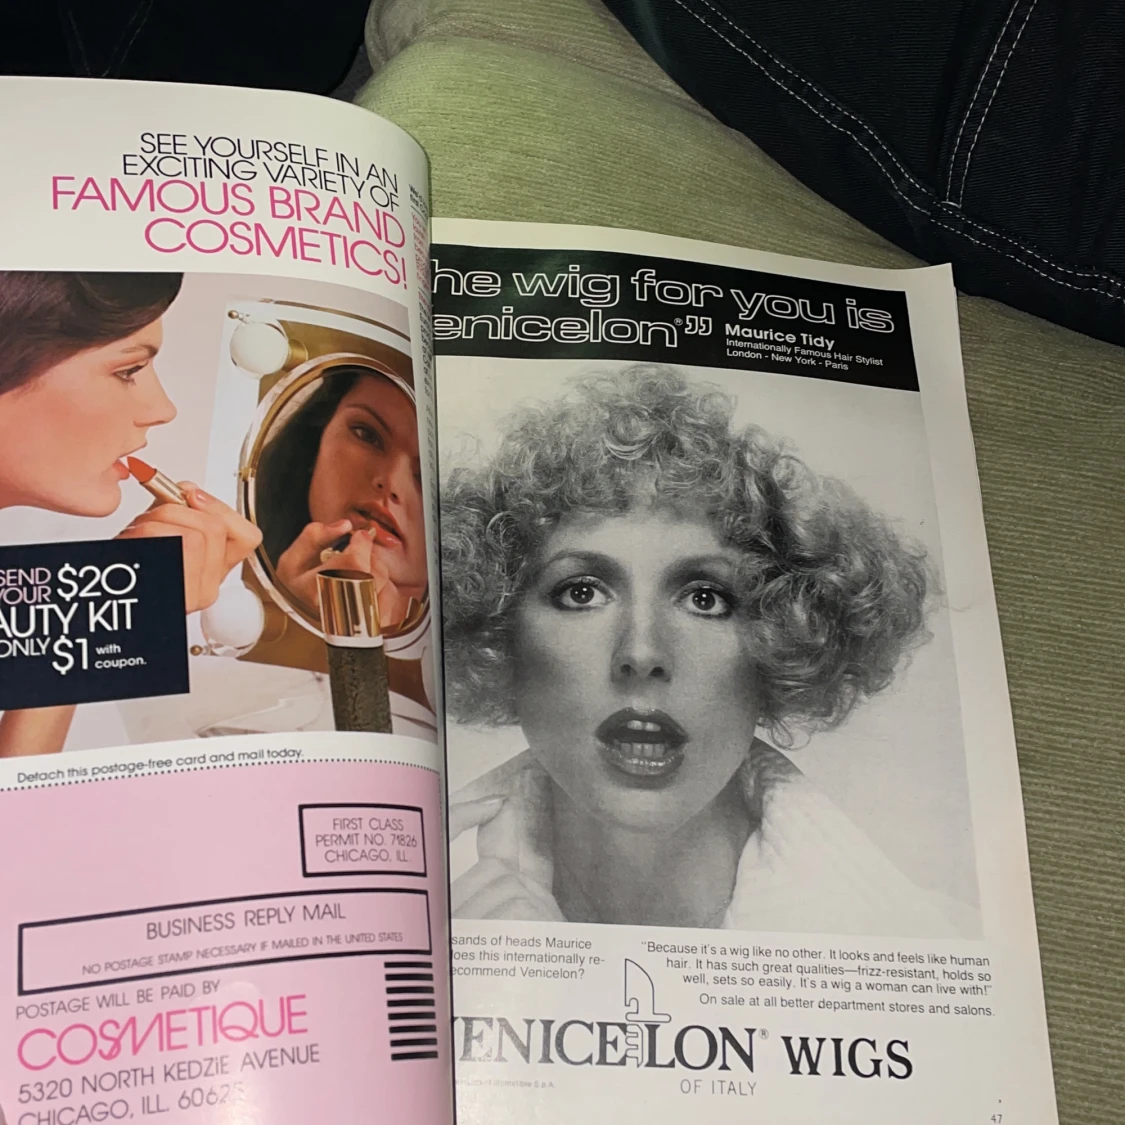 SEE YOURSELF IN AN
EXCITING VARIETY OF
FAMOUS BRAND
COSMETICS!
SEND
YOUR $20*
AUTY KIT
ONLY $1 with
coupon.
Detach this postage-free card and mail today.
FIRST CLASS
PERMIT NO. 71826
CHICAGO, ILL.
BUSINESS REPLY MAIL
NO POSTAGE STAMP NECESSARY IF MAILED IN THE UNITED STATES
POSTAGE WILL BE PAID BY
COSMETIQUE
5320 NORTH KEDZIE AVENUE
CHICAGO, ILL. 60625
he wig for you is
enicelon®”
Maurice Tidy
Internationally Famous Hair Stylist
London - New York - Paris
sands of heads Maurice
does this internationally re-
ecommend Venicelon?
“Because it’s a wig like no other. It looks and feels like human
hair. It has such great qualities—frizz-resistant, holds so
well, sets so easily. It’s a wig a woman can live with!”
On sale at all better department stores and salons.
VENICELON® WIGS
OF ITALY
47